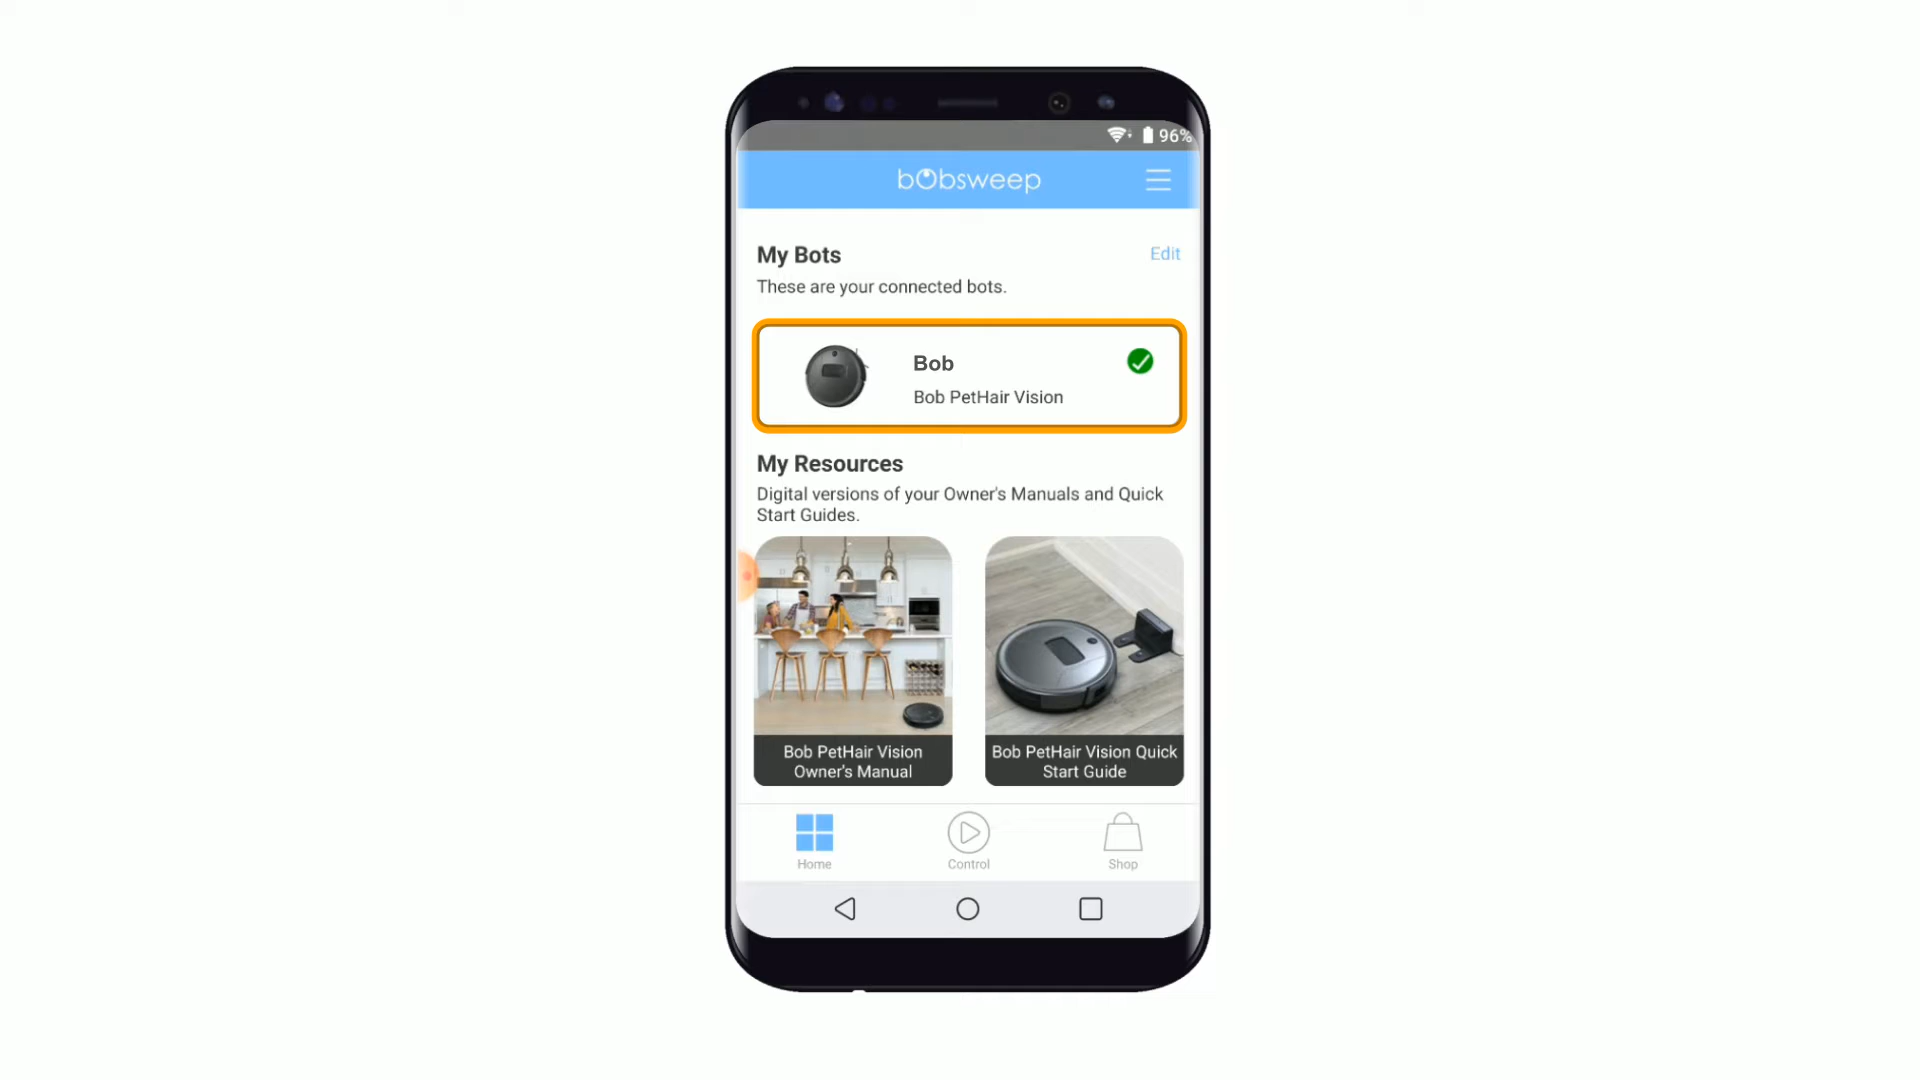 96%
bobsweep
My Bots
Edit
These are your connected bots.
Bob
Bob PetHair Vision
My Resources
Digital versions of your Owner's Manuals and Quick
Start Guides.
Bob PetHair Vision
Owner's Manual
Bob PetHair Vision Quick
Start Guide
Home
Control
Shop